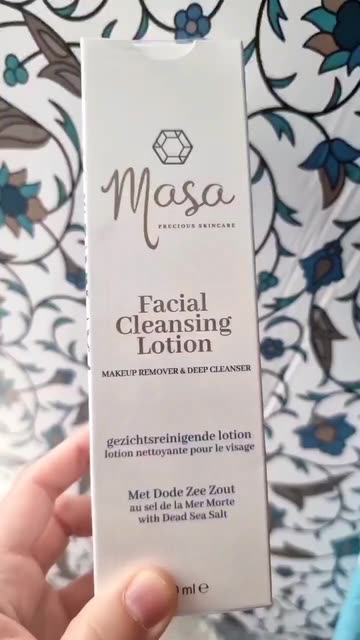 Masa
PRECIOUS SKINCARE
Facial
Cleansing
Lotion
MAKEUP REMOVER & DEEP CLEANSER
gezichtsreinigende lotion
lotion nettoyante pour le visage
Met Dode Zee Zout
au sel de la Mer Morte
with Dead Sea Salt
ml e